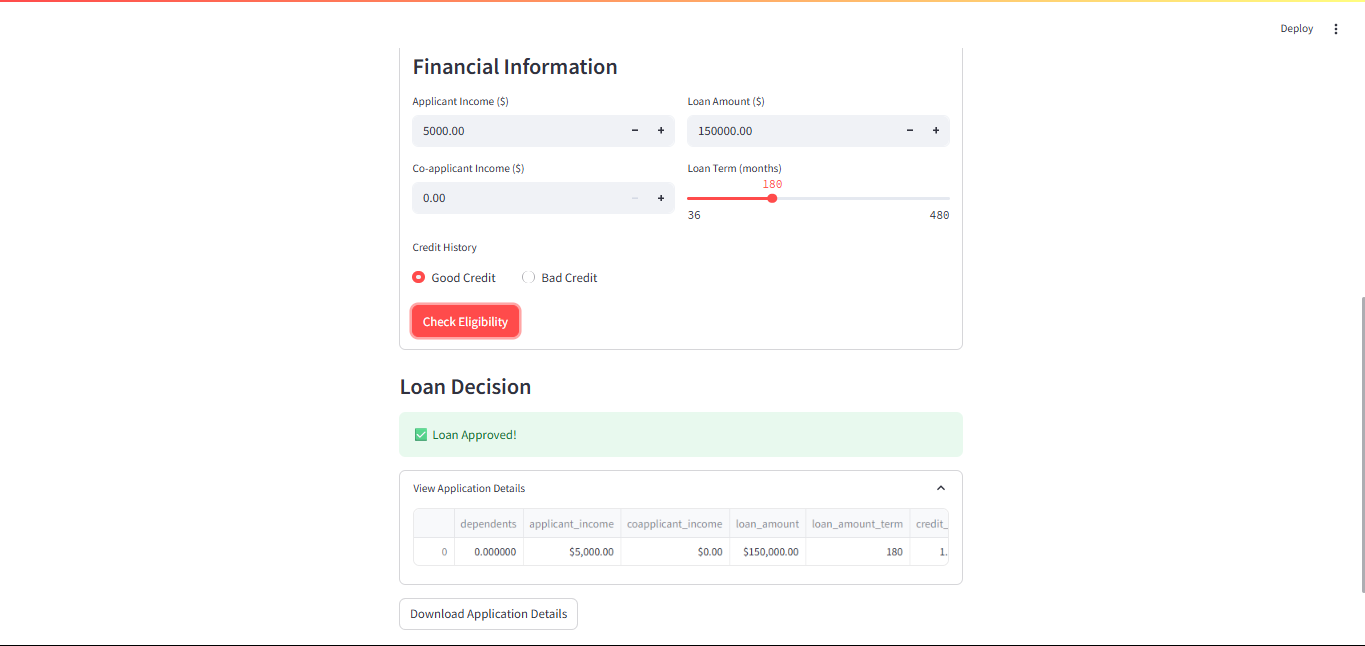 Deploy
Financial Information
Applicant Income ($)
Loan Amount ($)
5000.00 − +
150000.00 − +
Co-applicant Income ($)
Loan Term (months)
180
0.00 − +
36 480
Credit History
Good Credit Bad Credit
Check Eligibility
Loan Decision
✅ Loan Approved!
View Application Details
dependents applicant_income coapplicant_income loan_amount loan_amount_term credit_
0 0.000000 $5,000.00 $0.00 $150,000.00 180 1.
Download Application Details